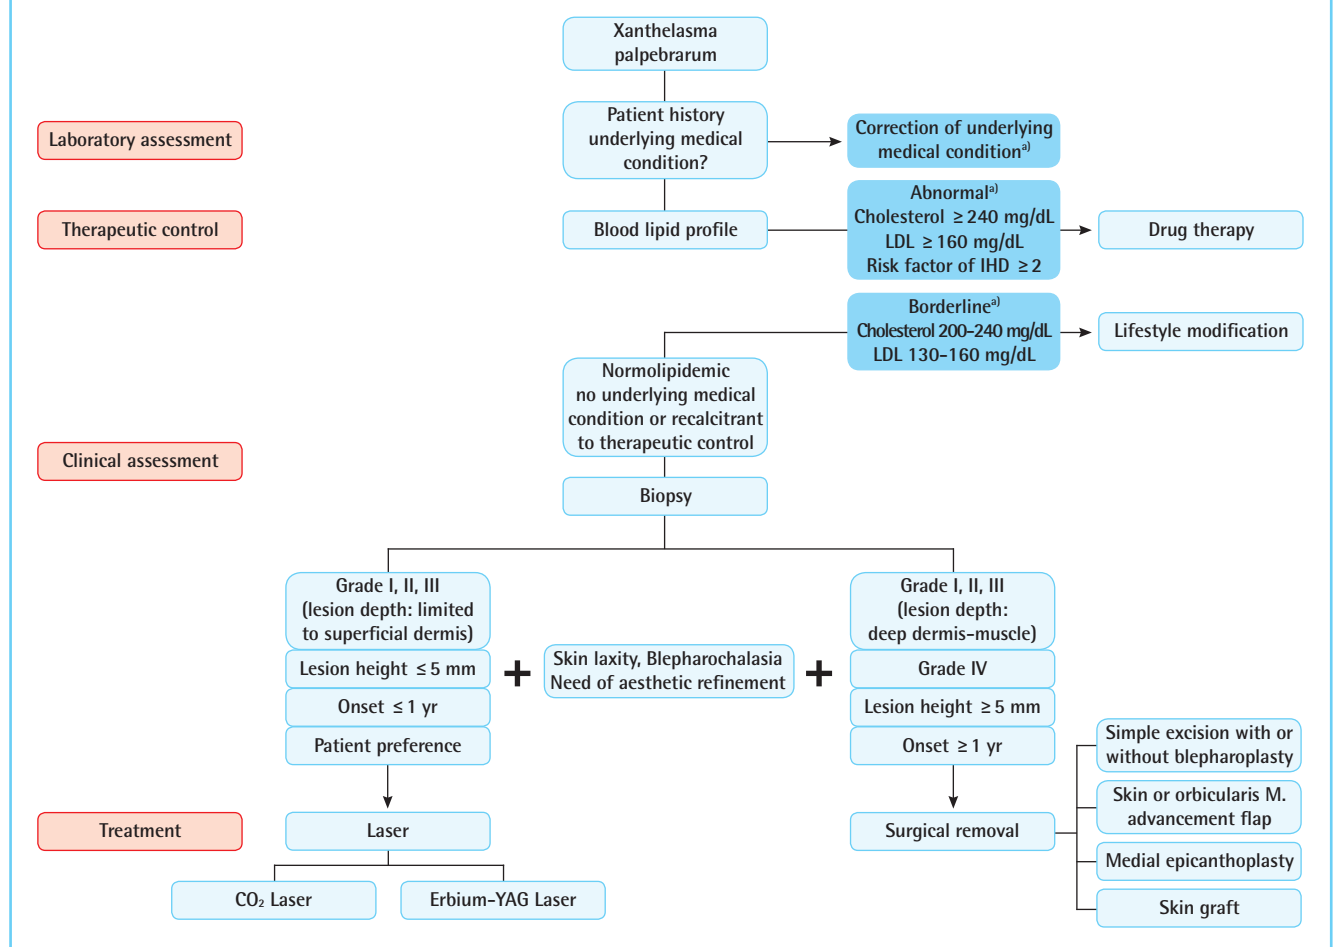 Xanthelasma
palpebrarum
Laboratory assessment
Patient history
underlying medical
condition?
Correction of underlying
medical condition a)
Therapeutic control
Blood lipid profile
Abnormal a)
Cholesterol ≥ 240 mg/dL
LDL ≥ 160 mg/dL
Risk factor of IHD ≥ 2
Drug therapy
Borderline a)
Cholesterol 200-240 mg/dL
LDL 130-160 mg/dL
Lifestyle modification
Normolipidemic
no underlying medical
condition or recalcitrant
to therapeutic control
Clinical assessment
Biopsy
Grade I, II, III
(lesion depth: limited
to superficial dermis)
Lesion height ≤ 5 mm
Onset ≤ 1 yr
Patient preference
+
Skin laxity, Blepharochalasia
Need of aesthetic refinement
+
Grade I, II, III
(lesion depth:
deep dermis-muscle)
Grade IV
Lesion height ≥ 5 mm
Onset ≥ 1 yr
Treatment
Laser
CO₂ Laser
Erbium-YAG Laser
Surgical removal
Simple excision with or
without blepharoplasty
Skin or orbicularis M.
advancement flap
Medial epicanthoplasty
Skin graft